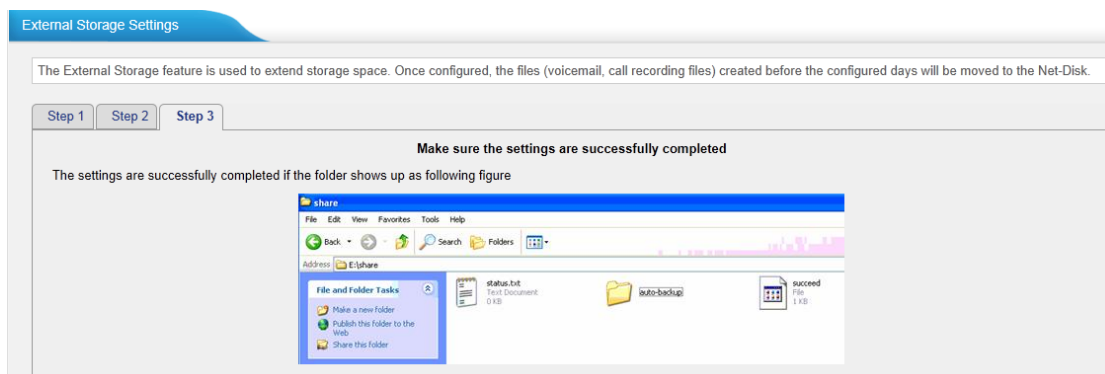 External Storage Settings
The External Storage feature is used to extend storage space. Once configured, the files (voicemail, call recording files) created before the configured days will be moved to the Net-Disk.
Step 1 Step 2 Step 3
Make sure the settings are successfully completed
The settings are successfully completed if the folder shows up as following figure
share
File Edit View Favorites Tools Help
Back Search Folders
Address E:\share
File and Folder Tasks
Make a new folder
Publish this folder to the
Web
Share this folder
status.txt
Text Document
0 KB
auto-backup
succeed
File
1 KB